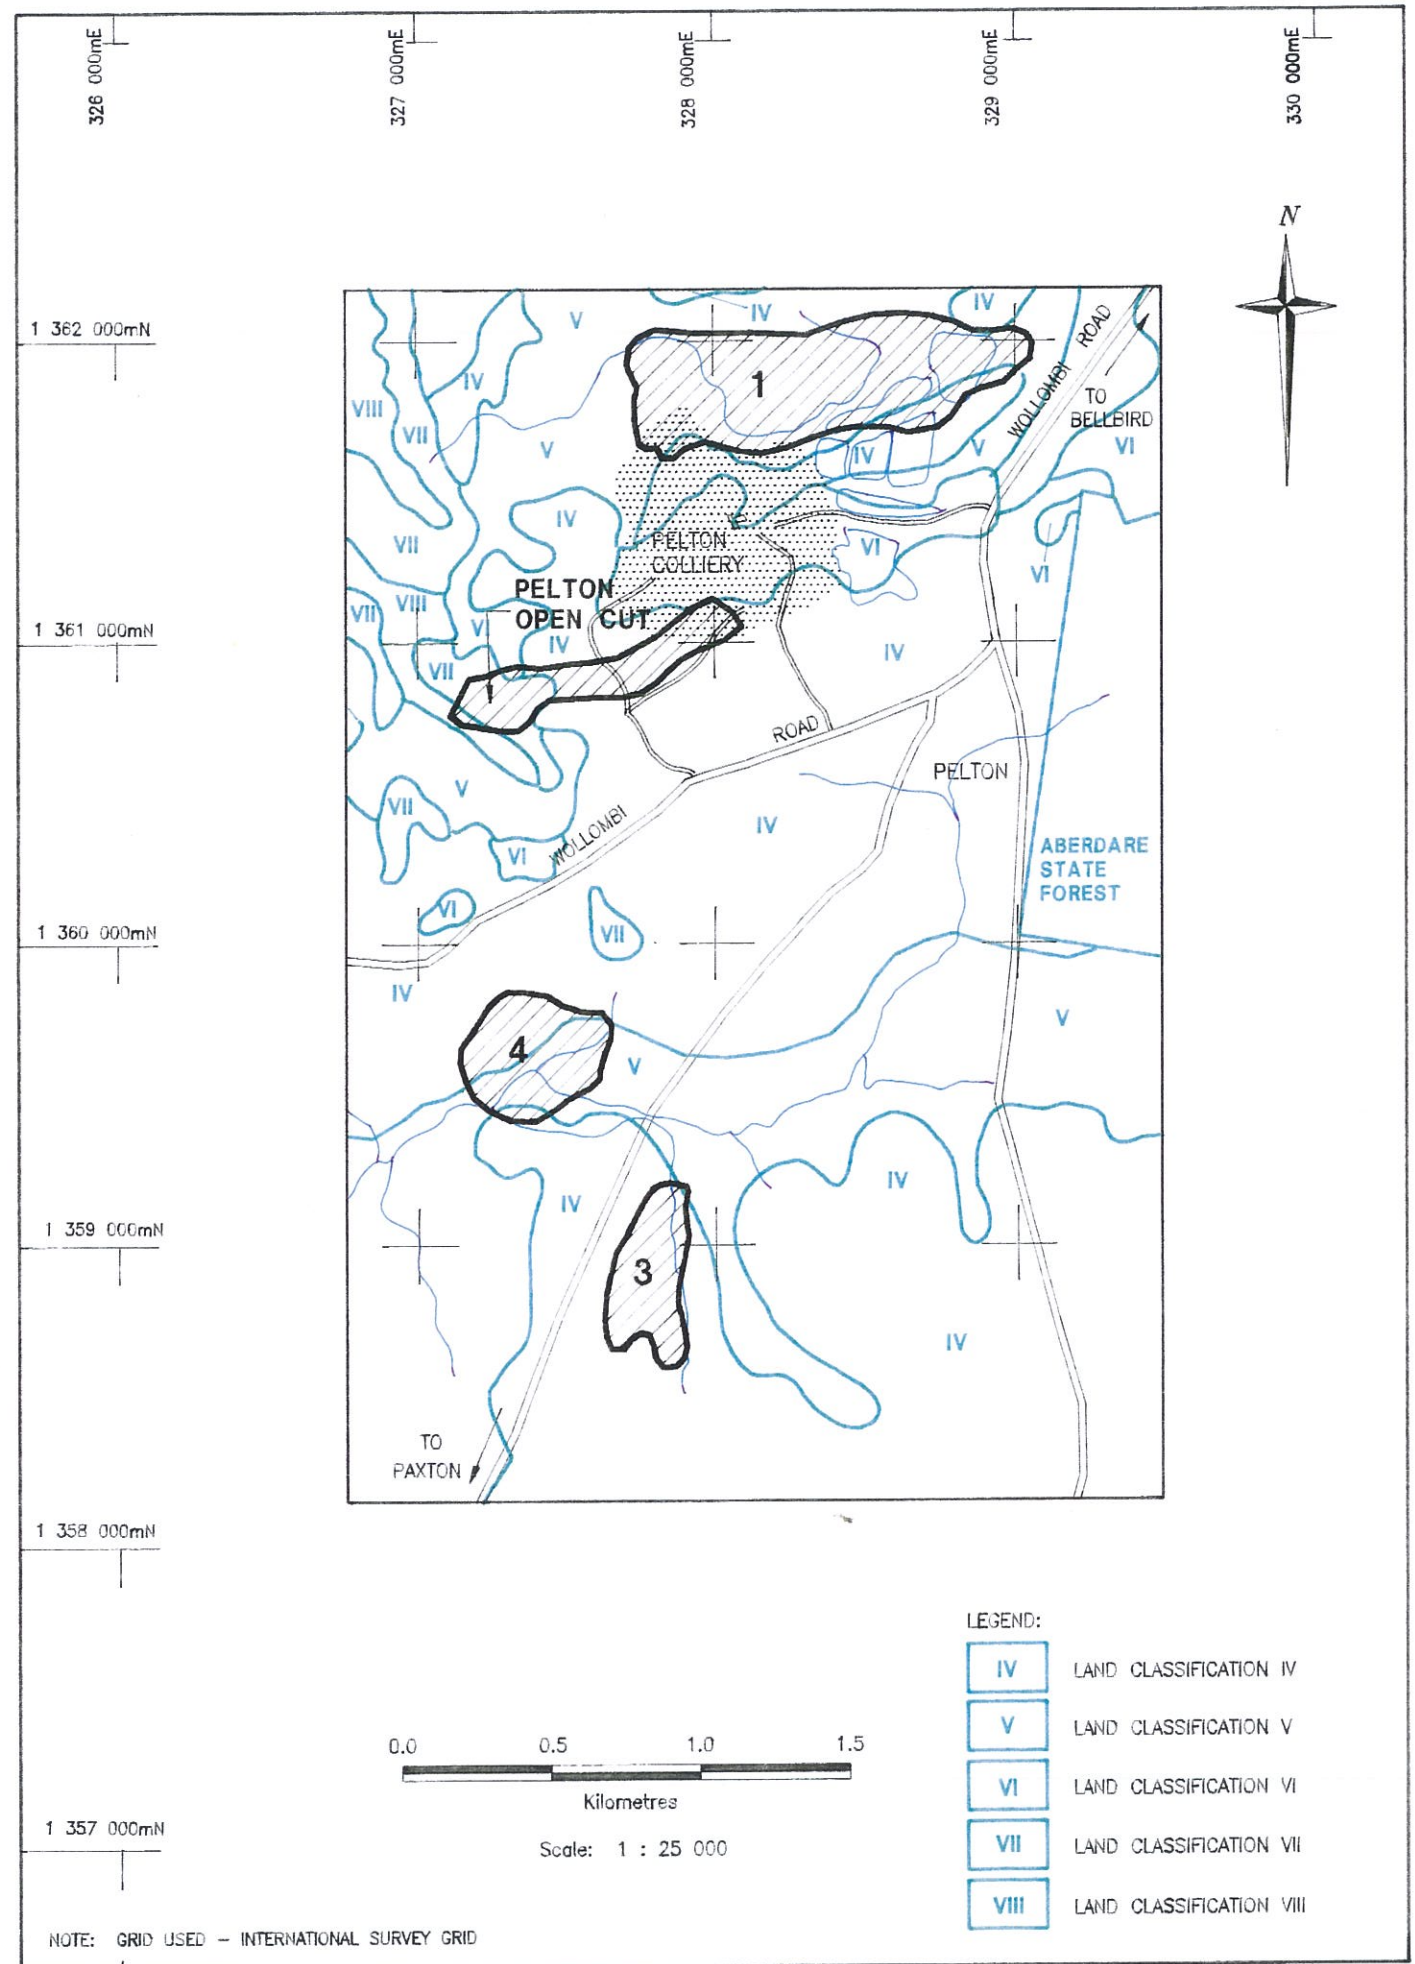 326 000mE
327 000mE
328 000mE
329 000mE
330 000mE
N
1 362 000mN
IV
IV
V
ROAD
IV
1
VIII
VII
WOLLOMBI
TO
BELLBIRD
V
IV
V
VI
IV
VII
PELTON
COLLIERY
VI
VI
PELTON
OPEN CUT
VII
VIII
VI
1 361 000mN
IV
IV
VII
ROAD
PELTON
V
VII
IV
WOLLOMBI
VI
ABERDARE
STATE
FOREST
VI
VII
1 360 000mN
IV
V
4
V
IV
IV
1 359 000mN
3
IV
TO
PAXTON
1 358 000mN
LEGEND:
IV LAND CLASSIFICATION IV
V LAND CLASSIFICATION V
VI LAND CLASSIFICATION VI
VII LAND CLASSIFICATION VII
VIII LAND CLASSIFICATION VIII
0.0 0.5 1.0 1.5
Kilometres
Scale: 1 : 25 000
1 357 000mN
NOTE: GRID USED - INTERNATIONAL SURVEY GRID